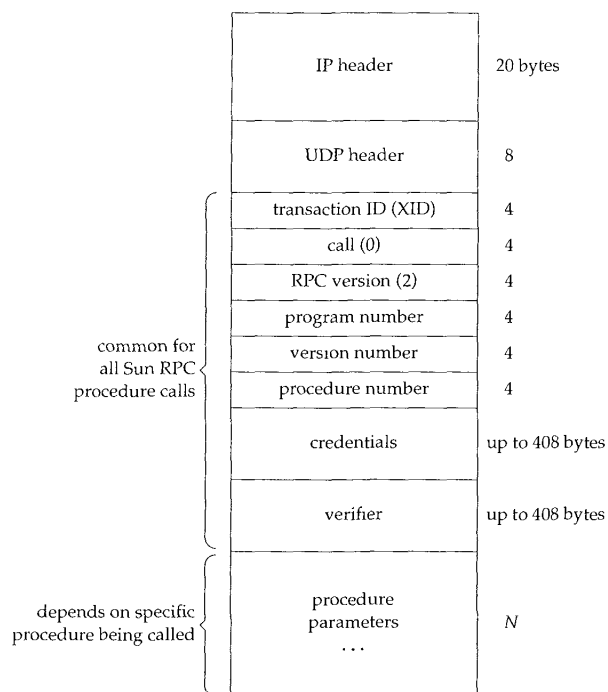 IP header 20 bytes
UDP header 8
transaction ID (XID) 4
call (0) 4
RPC version (2) 4
program number 4
version number 4
procedure number 4
common for
all Sun RPC
procedure calls
credentials up to 408 bytes
verifier up to 408 bytes
depends on specific
procedure being called
procedure
parameters N
...